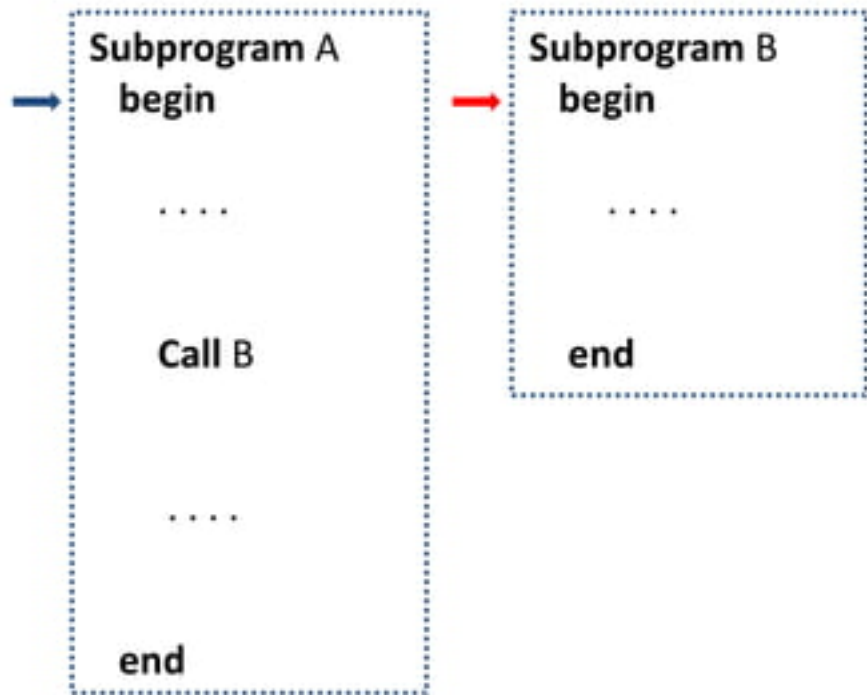 Subprogram A
begin
. . . .
Call B
. . . .
end
Subprogram B
begin
. . . .
end